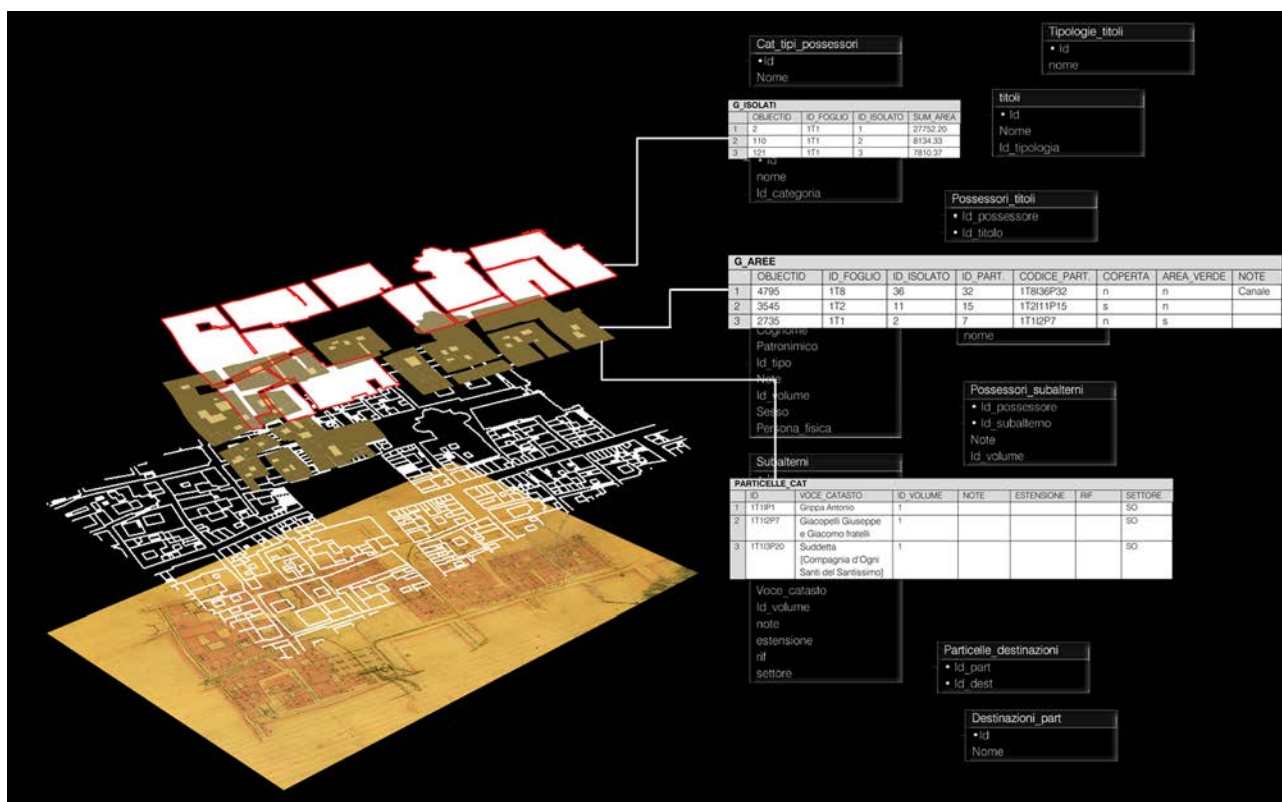 Cat_tipi_possessori
• Id
Nome
Tipologie_titoli
• Id
nome
titoli
• Id
Nome
Id_tipologia
G_ISOLATI
OBJECTID ID_FOGLIO ID_ISOLATO SUM_AREA
1 2 1T1 1 27752.20
2 110 1T1 2 8134.33
3 121 1T1 3 7810.37
• Id
nome
Id_categoria
Possessori_titoli
• Id_possessore
• Id_titolo
G_AREE
OBJECTID ID_FOGLIO ID_ISOLATO ID_PART. CODICE_PART. COPERTA AREA_VERDE NOTE
1 4795 1T8 36 32 1T8I36P32 n n Canale
2 3545 1T2 11 15 1T2I11P15 s n
3 2735 1T1 2 7 1T1I2P7 n s
Cognome
Patronimico
Id_tipo
Note
Id_volume
Sesso
Persona_fisica
nome
Possessori_subalterni
• Id_possessore
• Id_subalterno
Note
Id_volume
Subalterni
PARTICELLE_CAT
ID VOCE_CATASTO ID_VOLUME NOTE ESTENSIONE RIF SETTORE
1 1T1IP1 Grippa Antonio 1 SO
2 1T1I2P7 Giacopelli Giuseppe 1 SO
e Giacomo fratelli
3 1T1I3P20 Suddetta 1 SO
[Compagnia d'Ogni
Santi del Santissimo]
Voce_catasto
Id_volume
note
estensione
rif
settore
Particelle_destinazioni
• Id_part
• Id_dest
Destinazioni_part
• Id
Nome